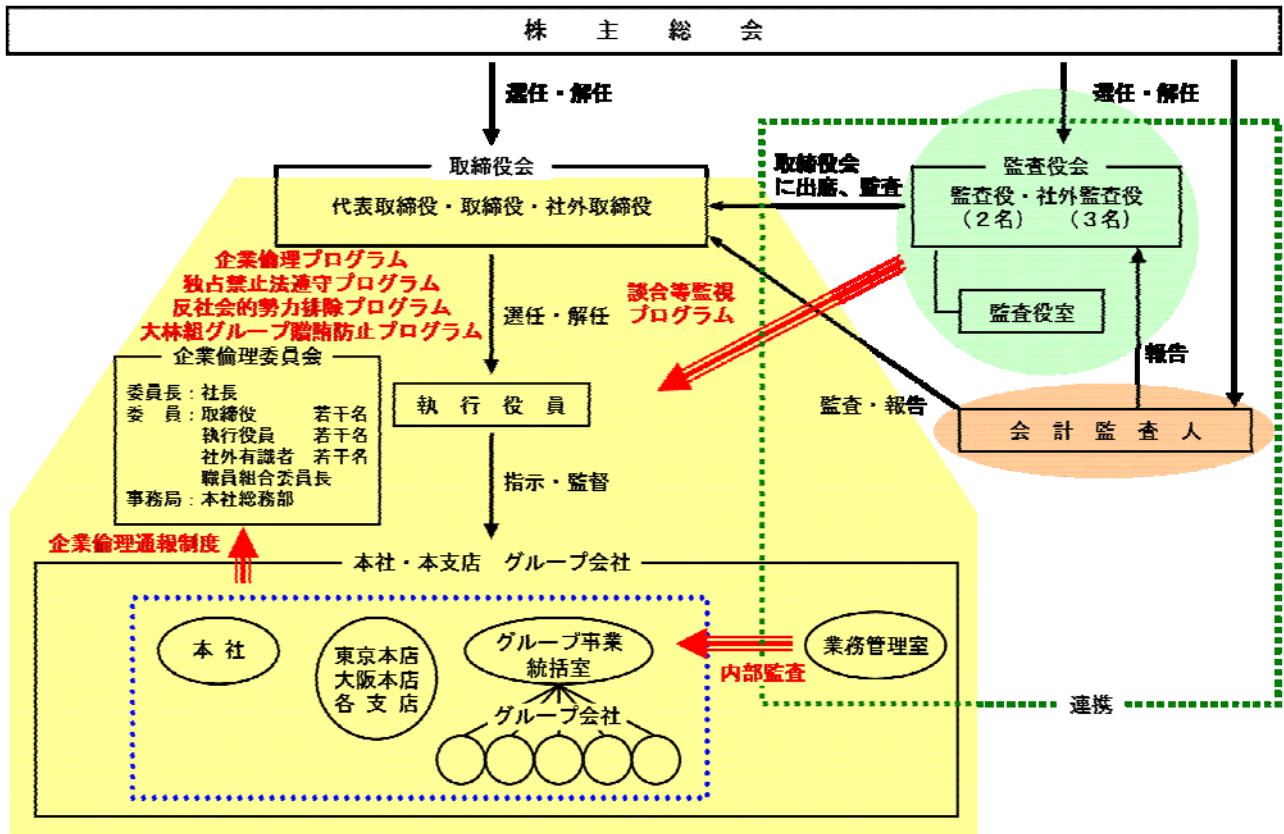 株主総会
選任・解任
選任・解任
取締役会
代表取締役・取締役・社外取締役
取締役会
に出席、監査
監査役会
監査役・社外監査役
（２名）　（３名）
監査役室
企業倫理プログラム
独占禁止法遵守プログラム
反社会的勢力排除プログラム
大林組グループ贈賄防止プログラム
選任・解任
談合等監視
プログラム
報告
企業倫理委員会
委員長：社長
委　員：取締役　若干名
執行役員　若干名
社外有識者　若干名
職員組合委員長
事務局：本社総務部
執行役員
監査・報告
会計監査人
指示・監督
企業倫理通報制度
本社・本支店　グループ会社
本社
東京本店
大阪本店
各支店
グループ事業
統括室
グループ会社
内部監査
業務管理室
連携